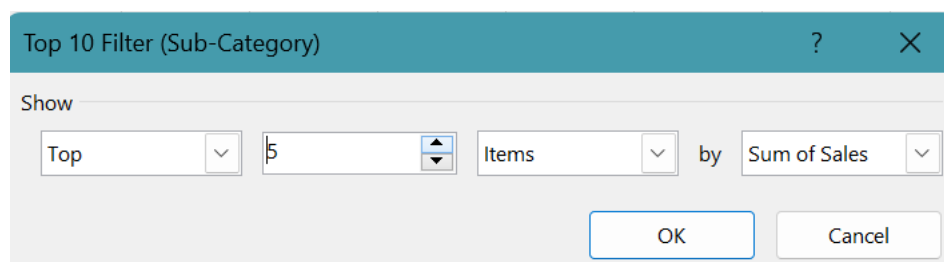 Top 10 Filter (Sub-Category) ?
Show
Top 5 Items by Sum of Sales
OK Cancel